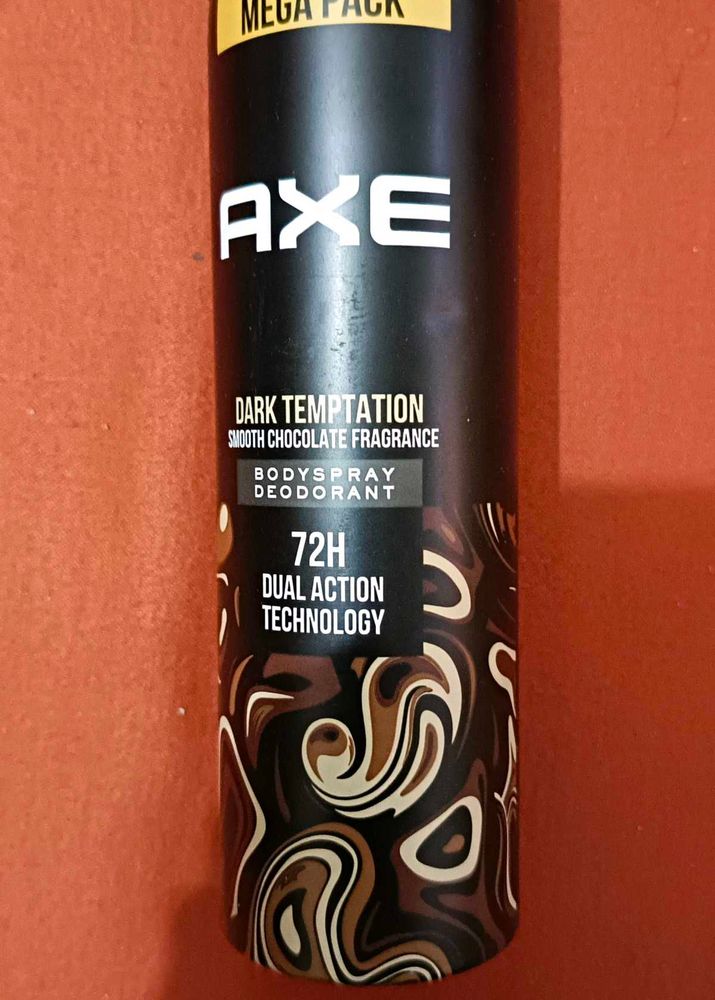 MEGA PACK
AXE
DARK TEMPTATION
SMOOTH CHOCOLATE FRAGRANCE
BODYSPRAY
DEODORANT
72H
DUAL ACTION
TECHNOLOGY